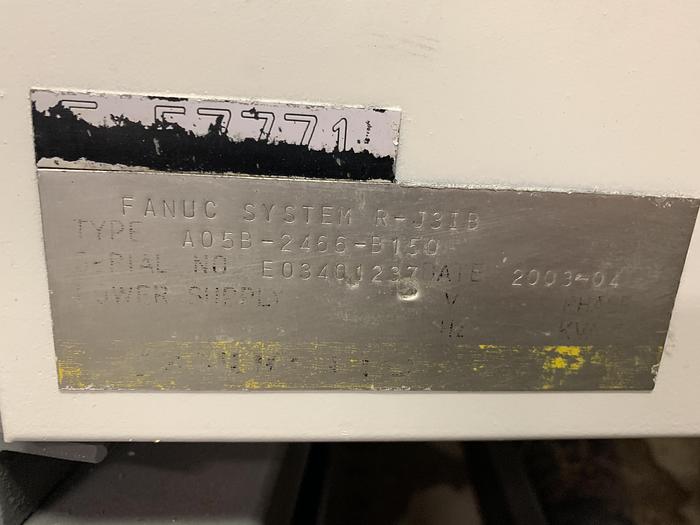 57771
FANUC SYSTEM R-J3IB
TYPE A05B-2466-B150
SERIAL NO E03401237 DATE 2003-04
POWER SUPPLY V PHASE
Hz KVA